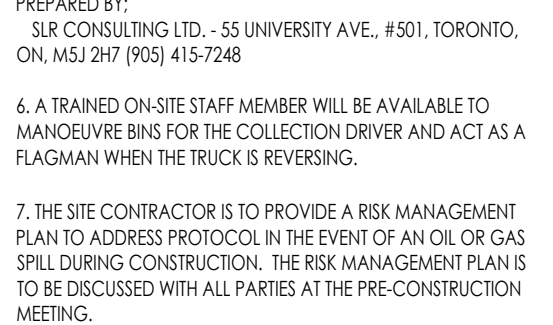 PREPARED BY;
SLR CONSULTING LTD. - 55 UNIVERSITY AVE., #501, TORONTO,
ON, M5J 2H7 (905) 415-7248
6. A TRAINED ON-SITE STAFF MEMBER WILL BE AVAILABLE TO
MANOEUVRE BINS FOR THE COLLECTION DRIVER AND ACT AS A
FLAGMAN WHEN THE TRUCK IS REVERSING.
7. THE SITE CONTRACTOR IS TO PROVIDE A RISK MANAGEMENT
PLAN TO ADDRESS PROTOCOL IN THE EVENT OF AN OIL OR GAS
SPILL DURING CONSTRUCTION. THE RISK MANAGEMENT PLAN IS
TO BE DISCUSSED WITH ALL PARTIES AT THE PRE-CONSTRUCTION
MEETING.